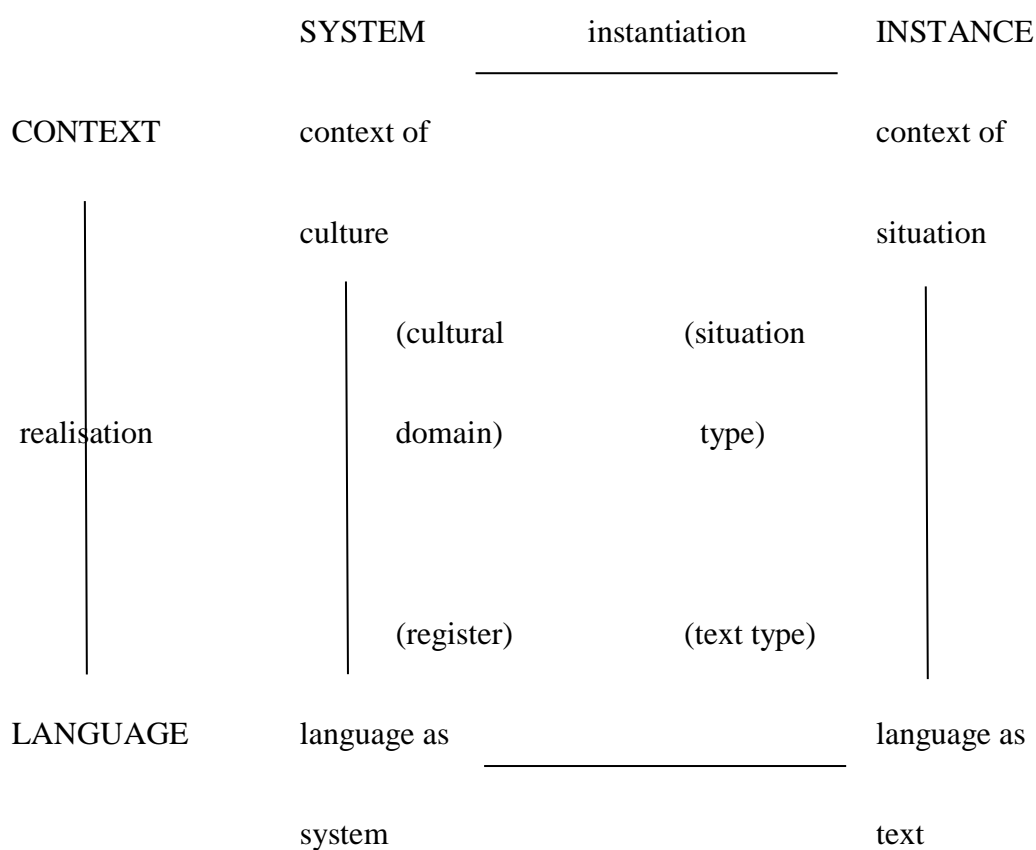 SYSTEM instantiation INSTANCE
CONTEXT context of context of
culture situation
(cultural (situation
realisation domain) type)
(register) (text type)
LANGUAGE language as language as
system text